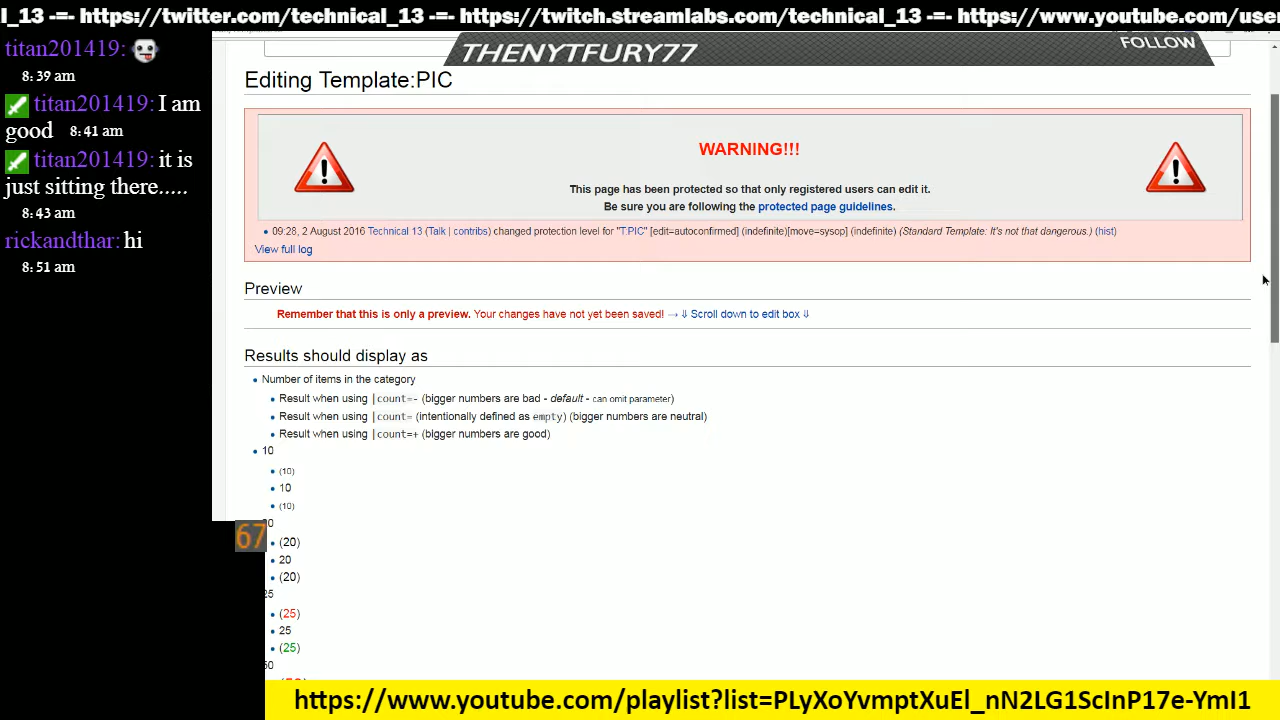 l_13 -=- https://twitter.com/technical_13 -=- https://twitch.streamlabs.com/technical_13 -=- https://www.youtube.com/use
titan201419:
8:39 am
titan201419: I am
good 8:41 am
titan201419: it is
just sitting there.....
8:43 am
rickandthar: hi
8:51 am
THENYTFURY77
FOLLOW
Editing Template:PIC
WARNING!!!
This page has been protected so that only registered users can edit it.
Be sure you are following the protected page guidelines.
• 09:28, 2 August 2016 Technical 13 (Talk | contribs) changed protection level for "T:PIC" [edit=autoconfirmed] (indefinite)[move=sysop] (indefinite) (Standard Template: It's not that dangerous.) (hist)
View full log
Preview
Remember that this is only a preview. Your changes have not yet been saved! → ⇓ Scroll down to edit box ⇓
Results should display as
• Number of items in the category
• Result when using |count=- (bigger numbers are bad - default - can omit parameter)
• Result when using |count= (intentionally defined as empty) (bigger numbers are neutral)
• Result when using |count=+ (bigger numbers are good)
• 10
• (10)
• 10
• (10)
67
• (20)
• 20
• (20)
• (25)
• 25
• (25)
https://www.youtube.com/playlist?list=PLyXoYvmptXuEl_nN2LG1ScInP17e-YmI1